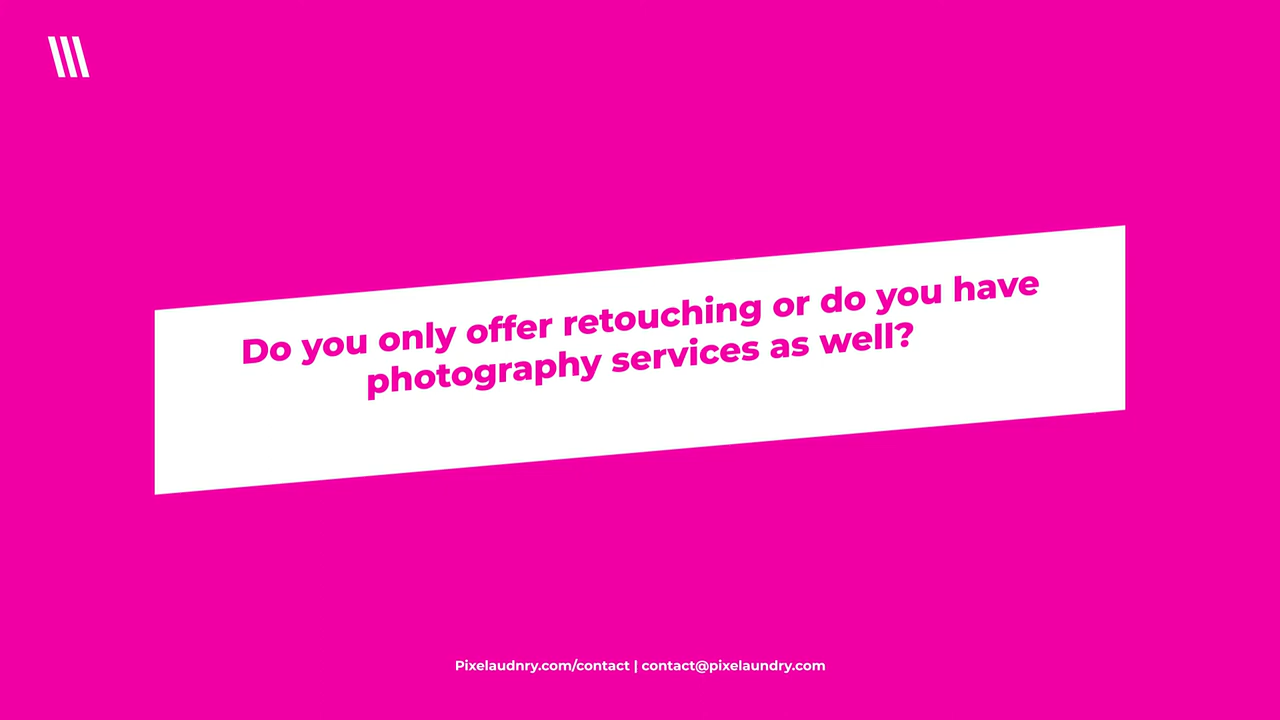 Do you only offer retouching or do you have
photography services as well?
Pixelaudnry.com/contact | contact@pixelaundry.com